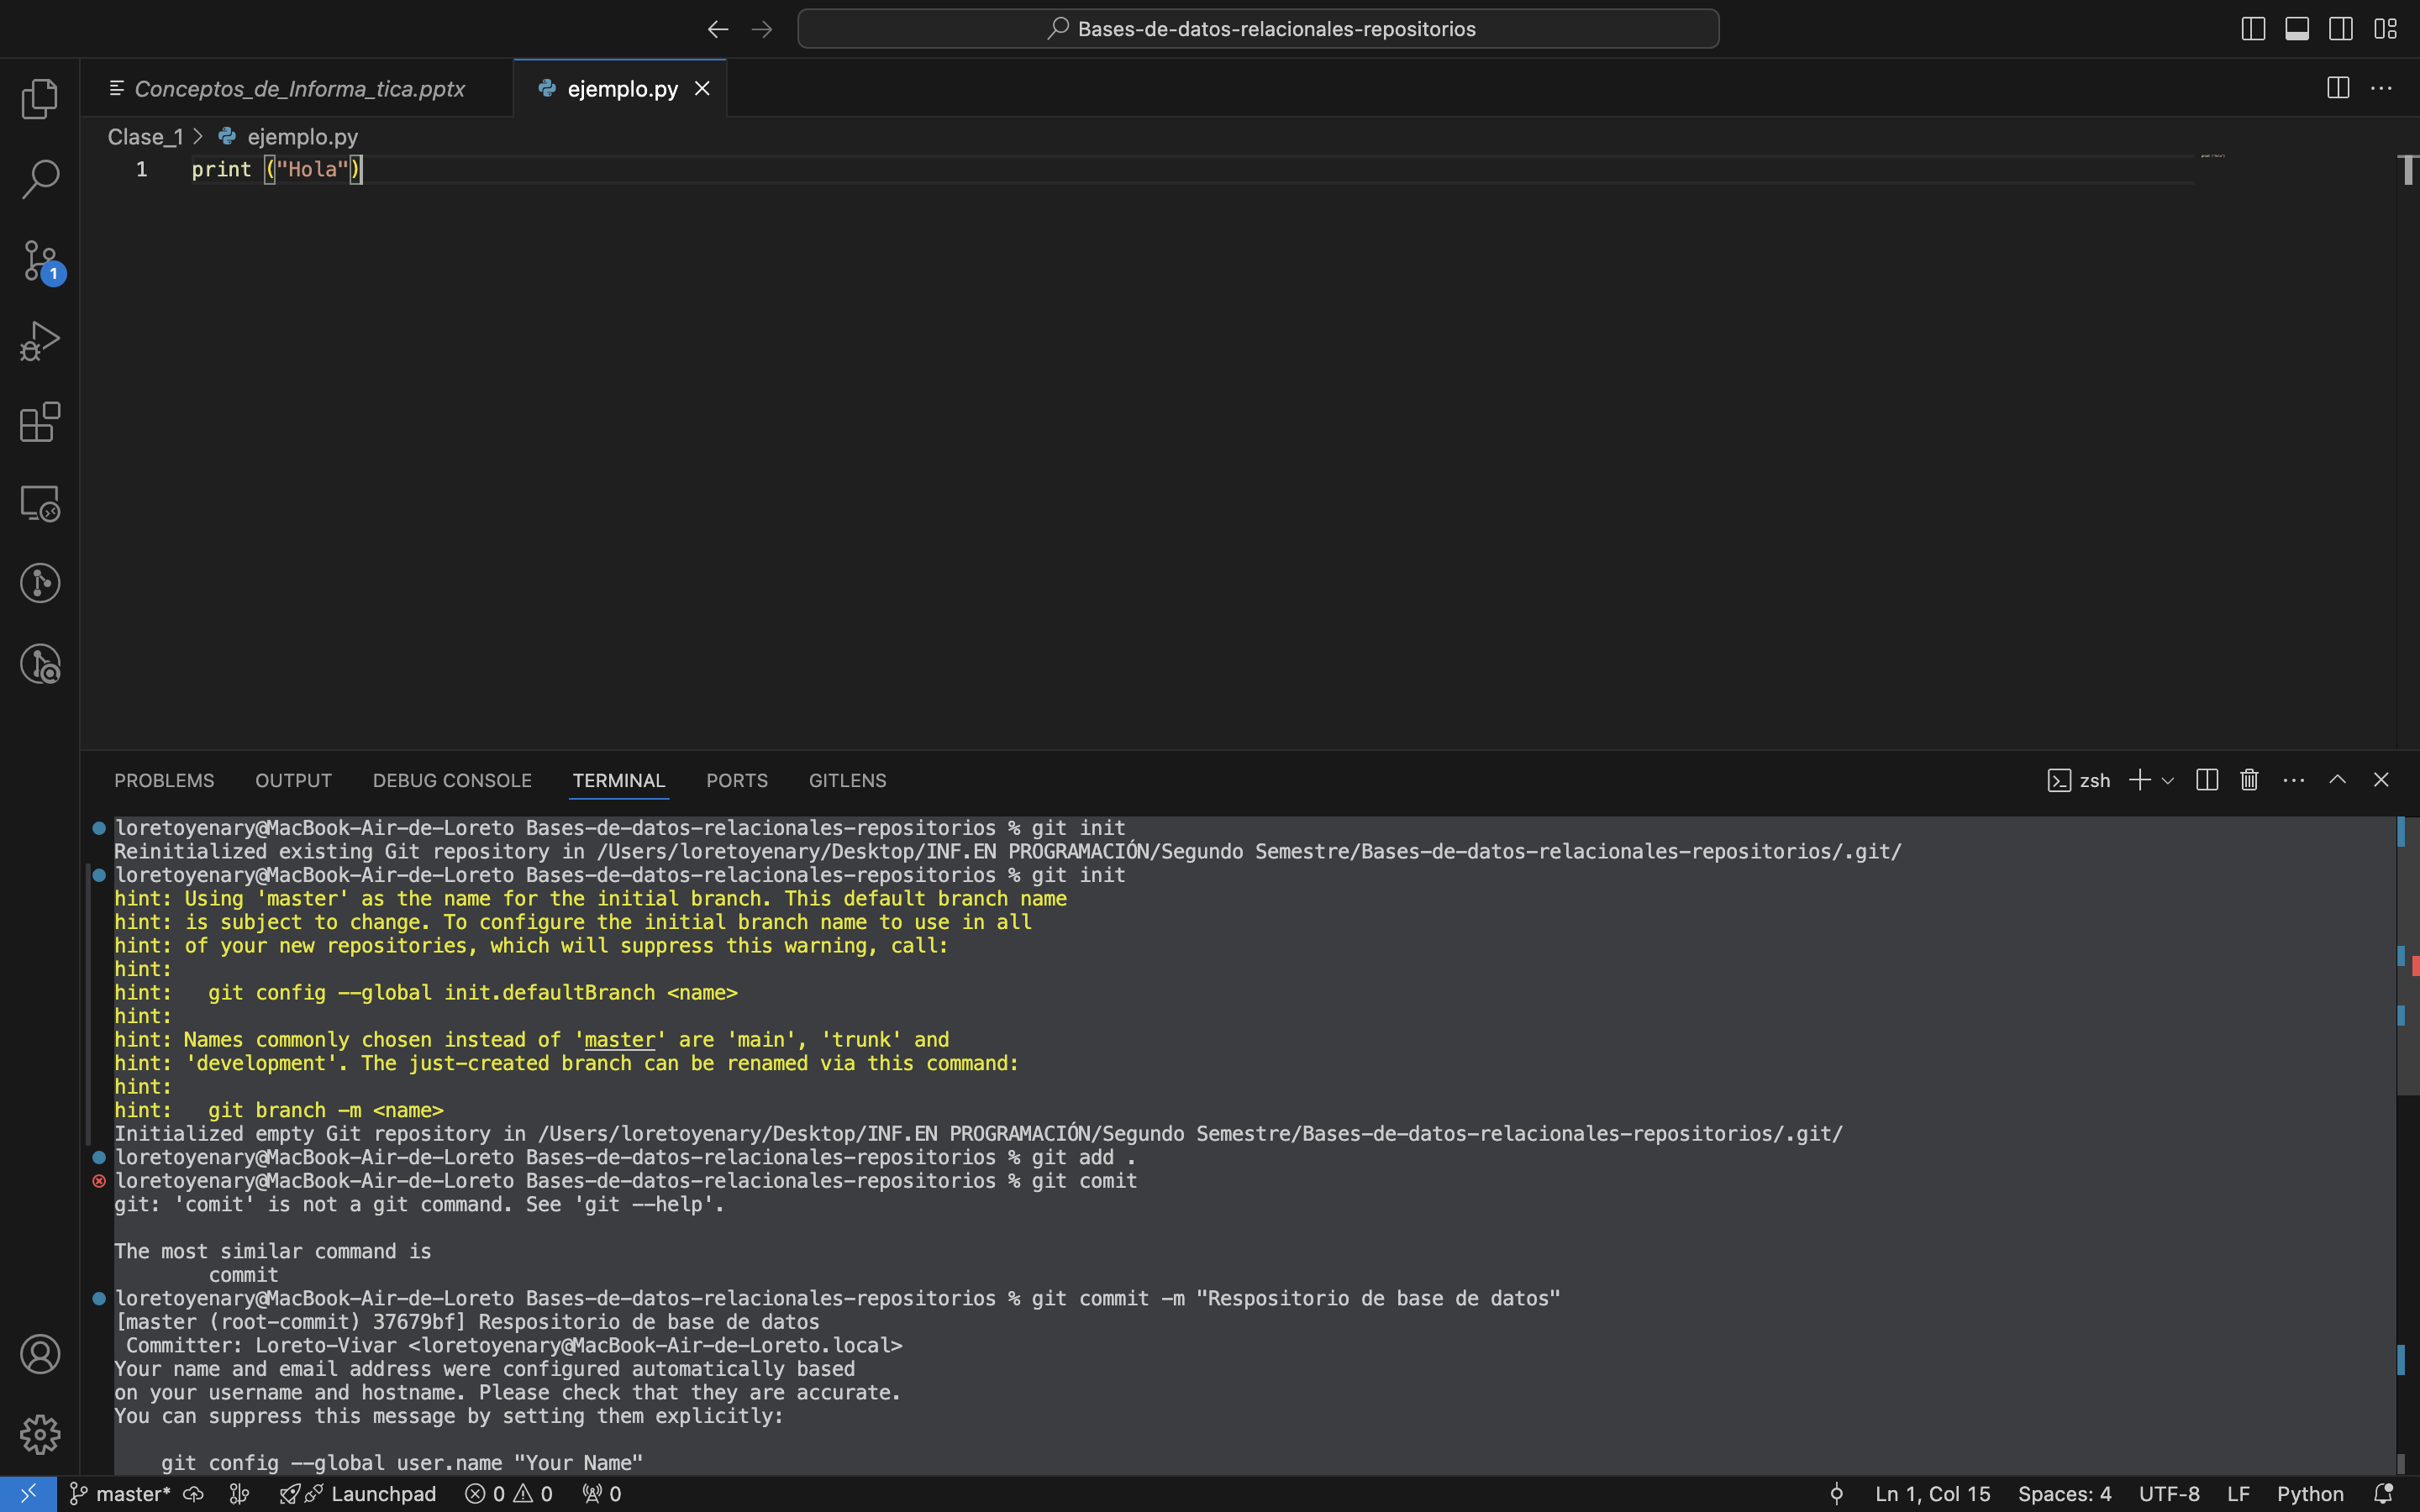 Bases-de-datos-relacionales-repositorios
Conceptos_de_Informa_tica.pptx
ejemplo.py
Clase_1 > ejemplo.py
1 print ("Hola")
1
PROBLEMS OUTPUT DEBUG CONSOLE TERMINAL PORTS GITLENS
zsh
loretoyenary@MacBook-Air-de-Loreto Bases-de-datos-relacionales-repositorios % git init
Reinitialized existing Git repository in /Users/loretoyenary/Desktop/INF.EN PROGRAMACIÓN/Segundo Semestre/Bases-de-datos-relacionales-repositorios/.git/
loretoyenary@MacBook-Air-de-Loreto Bases-de-datos-relacionales-repositorios % git init
hint: Using 'master' as the name for the initial branch. This default branch name
hint: is subject to change. To configure the initial branch name to use in all
hint: of your new repositories, which will suppress this warning, call:
hint:
hint:   git config --global init.defaultBranch <name>
hint:
hint: Names commonly chosen instead of 'master' are 'main', 'trunk' and
hint: 'development'. The just-created branch can be renamed via this command:
hint:
hint:   git branch -m <name>
Initialized empty Git repository in /Users/loretoyenary/Desktop/INF.EN PROGRAMACIÓN/Segundo Semestre/Bases-de-datos-relacionales-repositorios/.git/
loretoyenary@MacBook-Air-de-Loreto Bases-de-datos-relacionales-repositorios % git add .
loretoyenary@MacBook-Air-de-Loreto Bases-de-datos-relacionales-repositorios % git comit
git: 'comit' is not a git command. See 'git --help'.
The most similar command is
        commit
loretoyenary@MacBook-Air-de-Loreto Bases-de-datos-relacionales-repositorios % git commit -m "Respositorio de base de datos"
[master (root-commit) 37679bf] Respositorio de base de datos
 Committer: Loreto-Vivar <loretoyenary@MacBook-Air-de-Loreto.local>
Your name and email address were configured automatically based
on your username and hostname. Please check that they are accurate.
You can suppress this message by setting them explicitly:
    git config --global user.name "Your Name"
master* Launchpad 0 0 0 Ln 1, Col 15 Spaces: 4 UTF-8 LF Python